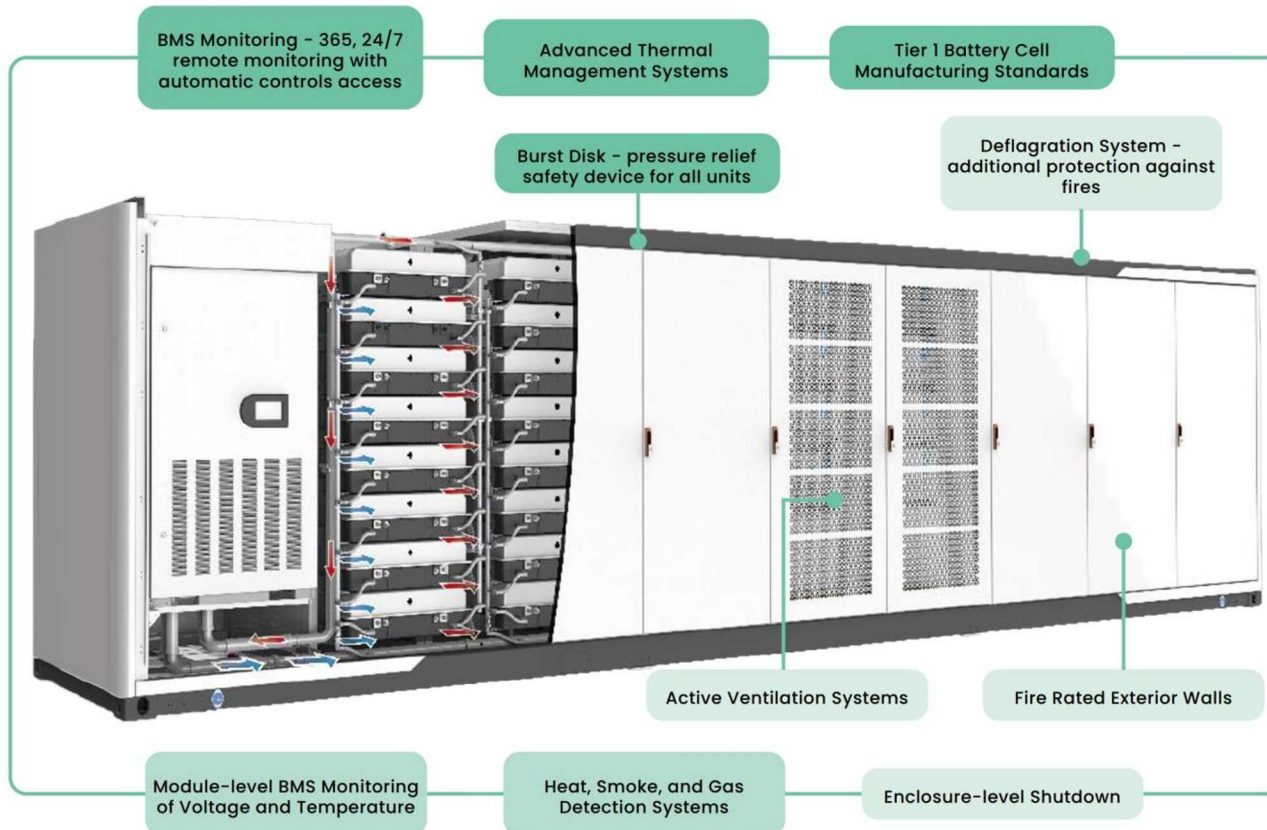 BMS Monitoring - 365, 24/7
remote monitoring with
automatic controls access
Advanced Thermal
Management Systems
Tier 1 Battery Cell
Manufacturing Standards
Burst Disk - pressure relief
safety device for all units
Deflagration System -
additional protection against
fires
Active Ventilation Systems
Fire Rated Exterior Walls
Module-level BMS Monitoring
of Voltage and Temperature
Heat, Smoke, and Gas
Detection Systems
Enclosure-level Shutdown